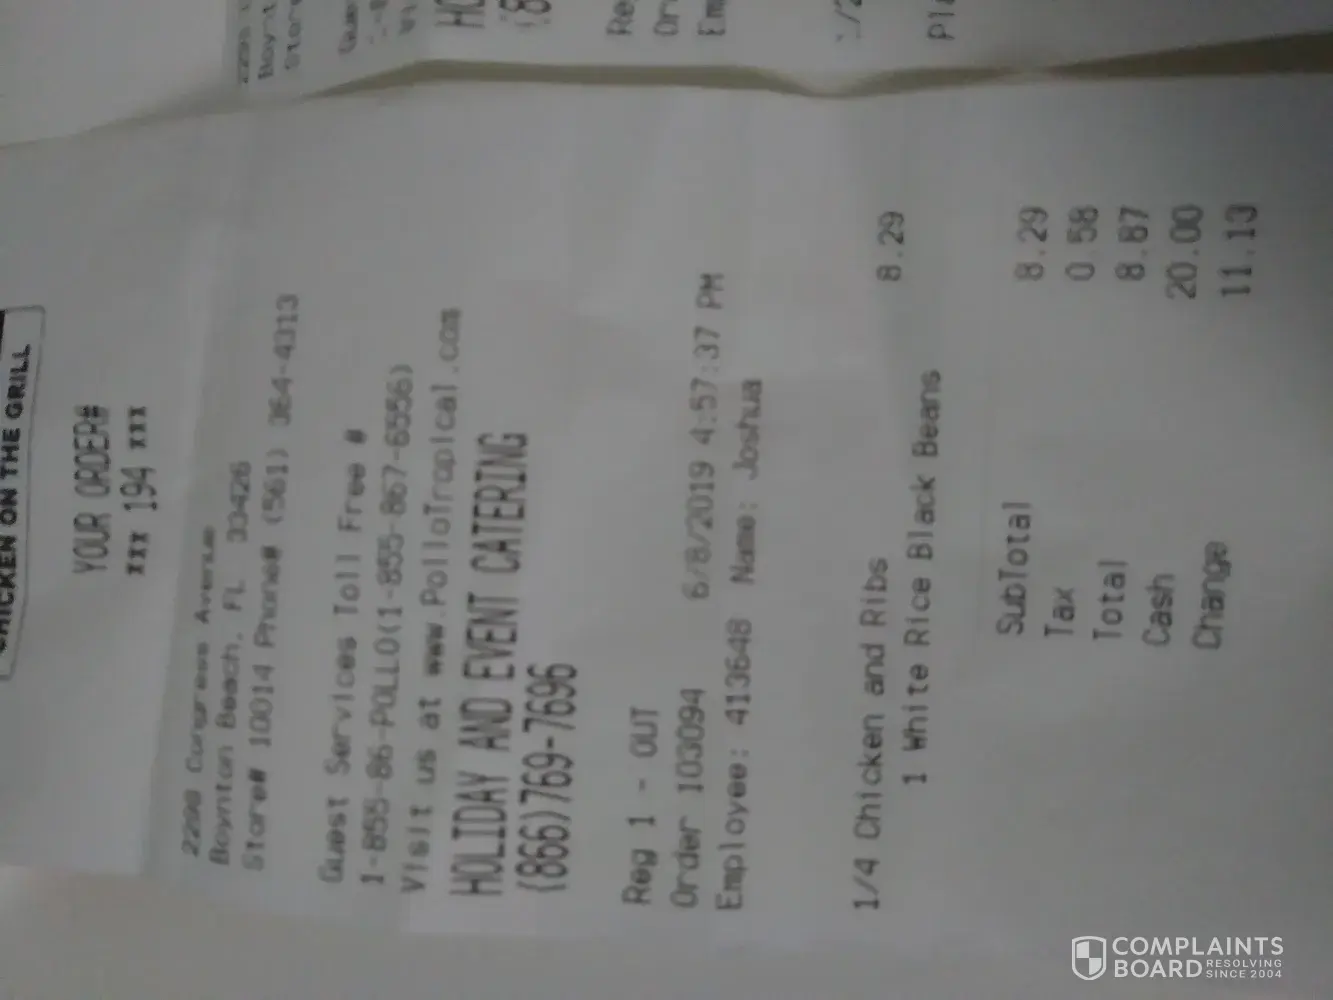 CHICKEN ON THE GRILL
YOUR ORDER#
*** 194 ***
Congress Avenue
Boynton Beach, FL 33426
Store# 10014 Phone# (561) 364-4313
Guest Services Toll Free #
1-855-86-POLLO(1-855-867-6556)
Visit us at www.PolloTropical.com
HOLIDAY AND EVENT CATERING
(866)769-7696
Reg 1 - OUT
Order 103094 6/8/2019 4:57:37 PM
Employee: 413648 Name: Joshua
1/4 Chicken and Ribs 8.29
1 White Rice Black Beans
SubTotal 8.29
Tax 0.58
Total 8.87
Cash 20.00
Change 11.13
COMPLAINTS
BOARD RESOLVING
SINCE 2004